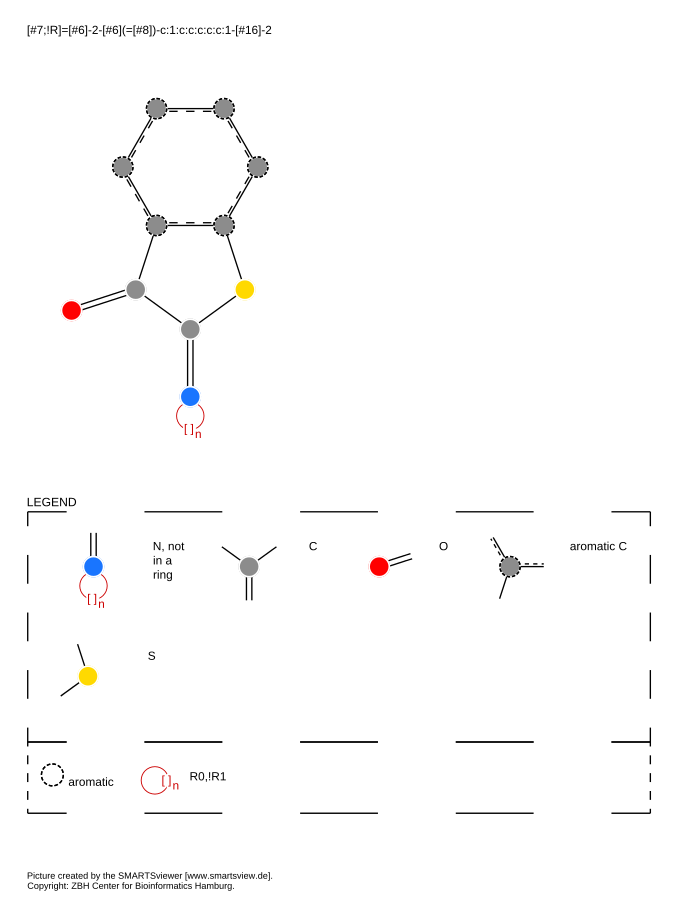 [#7;!R]=[#6]-2-[#6](=[#8])-c:1:c:c:c:c:c:1-[#16]-2
[ ]n
LEGEND
N, not
in a
ring
C
O
aromatic C
[ ]n
S
aromatic
[ ]n
R0,!R1
Picture created by the SMARTSviewer [www.smartsview.de].
Copyright: ZBH Center for Bioinformatics Hamburg.